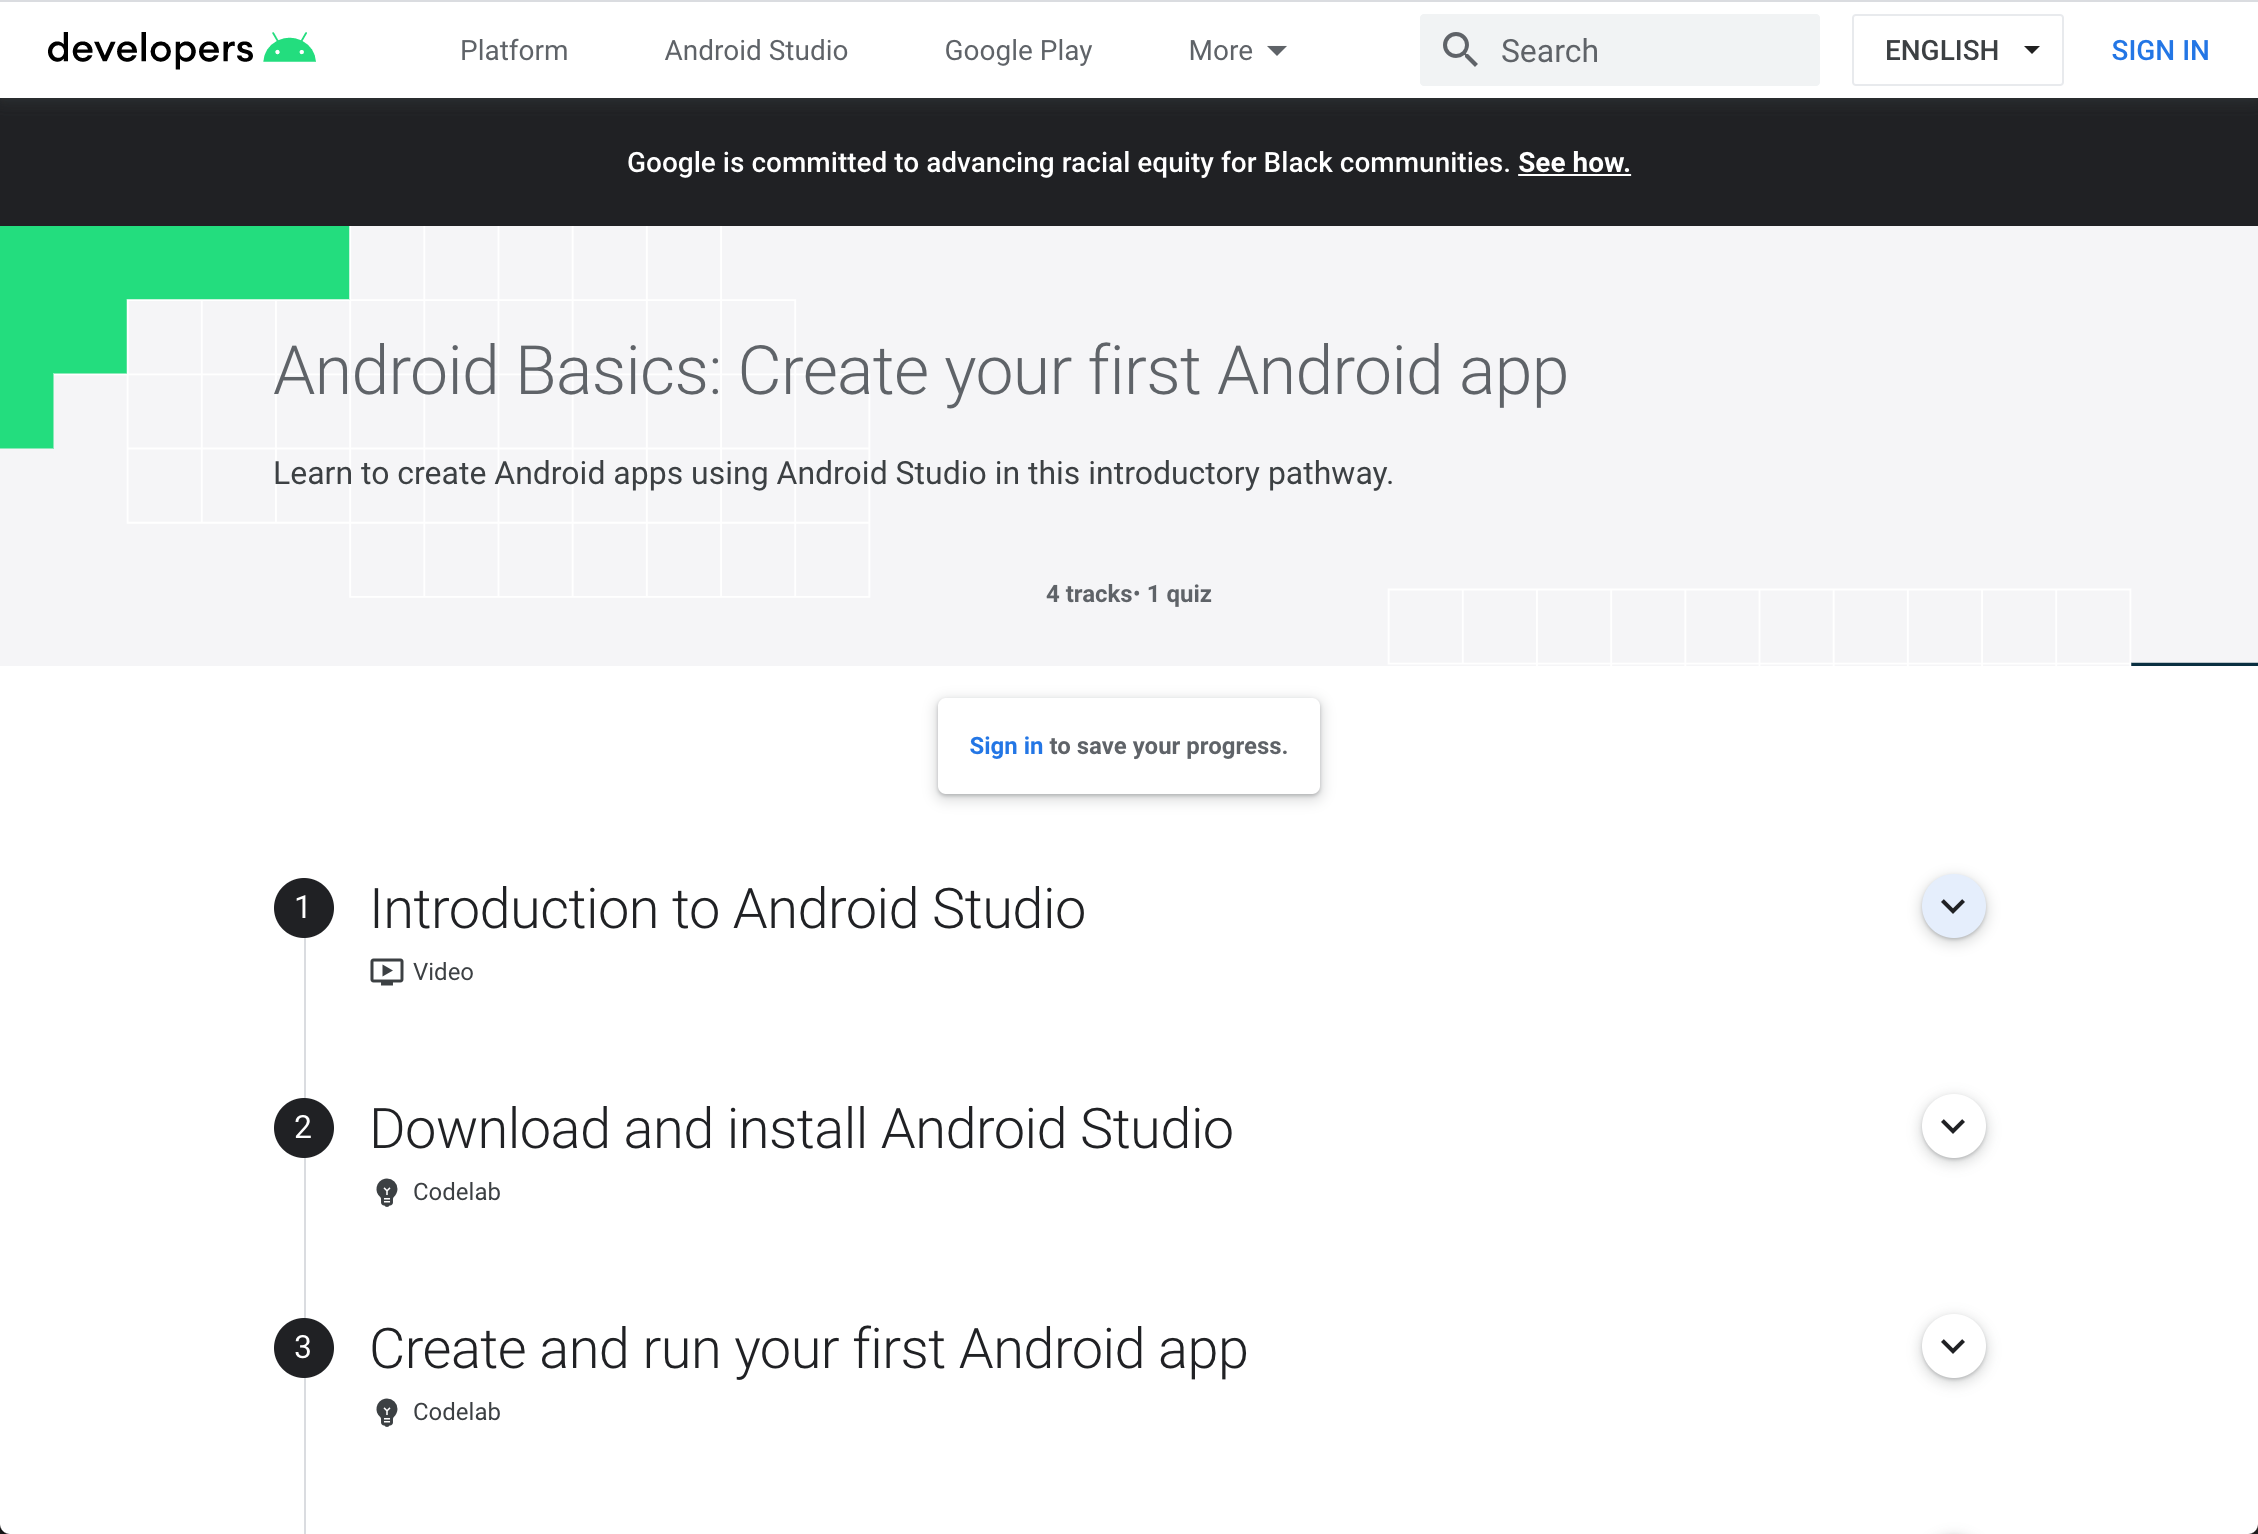 developers
Platform
Android Studio
Google Play
More
Search
ENGLISH
SIGN IN
Google is committed to advancing racial equity for Black communities. See how.
Android Basics: Create your first Android app
Learn to create Android apps using Android Studio in this introductory pathway.
4 tracks• 1 quiz
Sign in to save your progress.
1 Introduction to Android Studio
Video
2 Download and install Android Studio
Codelab
3 Create and run your first Android app
Codelab